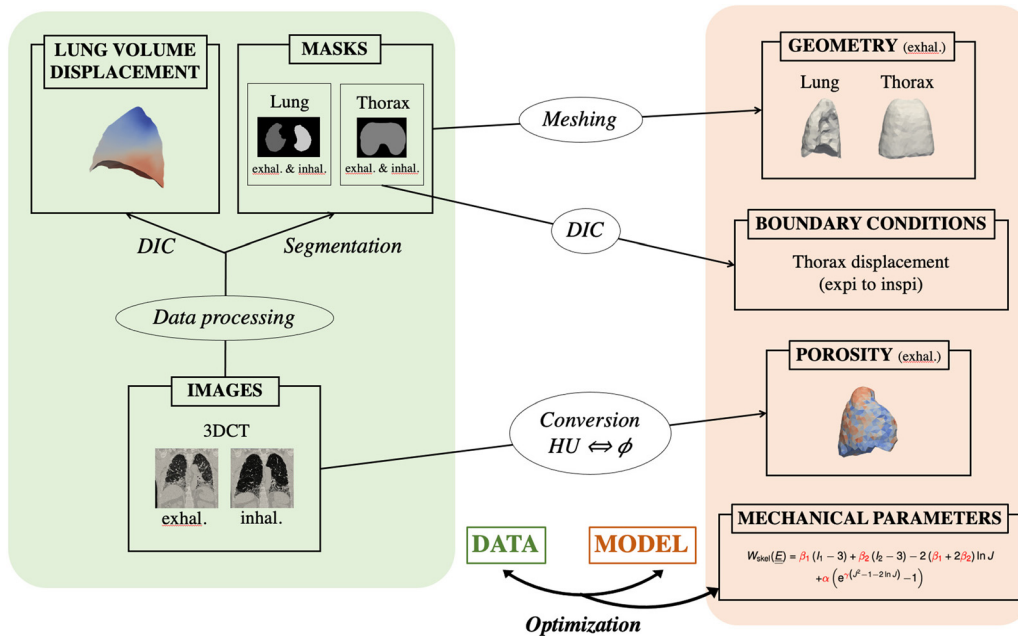 LUNG VOLUME
DISPLACEMENT
MASKS
Lung
exhal. & inhal.
Thorax
exhal. & inhal.
DIC
Segmentation
Data processing
IMAGES
3DCT
exhal.
inhal.
Meshing
DIC
Conversion
HU ⇔ ϕ
GEOMETRY (exhal.)
Lung
Thorax
BOUNDARY CONDITIONS
Thorax displacement
(expi to inspi)
POROSITY (exhal.)
MECHANICAL PARAMETERS
W_skel(E) = β₁ (I₁ − 3) + β₂ (I₂ − 3) − 2 (β₁ + 2β₂) ln J
+α (e^γ(J²−1−2 ln J) −1)
DATA
MODEL
Optimization